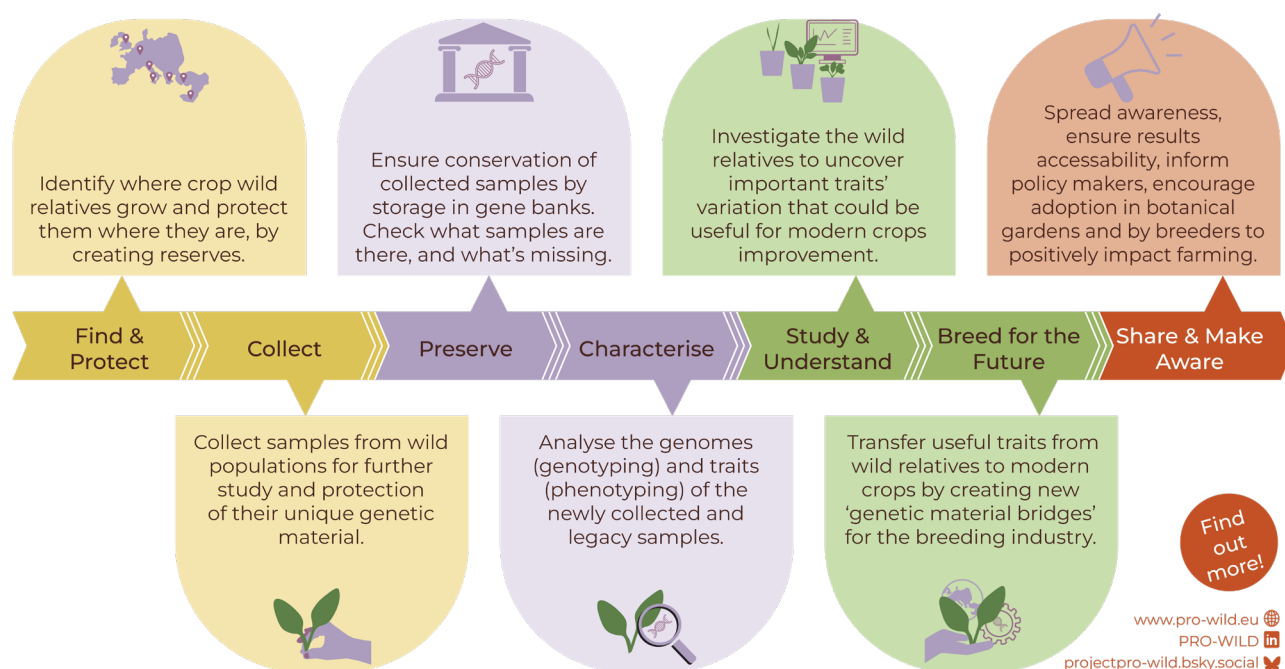 Identify where crop wild
relatives grow and protect
them where they are, by
creating reserves.
Ensure conservation of
collected samples by
storage in gene banks.
Check what samples are
there, and what's missing.
Investigate the wild
relatives to uncover
important traits'
variation that could be
useful for modern crops
improvement.
Spread awareness,
ensure results
accessability, inform
policy makers, encourage
adoption in botanical
gardens and by breeders to
positively impact farming.
Find &
Protect
Collect
Preserve
Characterise
Study &
Understand
Breed for the
Future
Share & Make
Aware
Collect samples from wild
populations for further
study and protection
of their unique genetic
material.
Analyse the genomes
(genotyping) and traits
(phenotyping) of the
newly collected and
legacy samples.
Transfer useful traits from
wild relatives to modern
crops by creating new
‘genetic material bridges’
for the breeding industry.
Find
out
more!
www.pro-wild.eu
PRO-WILD in
projectpro-wild.bsky.social